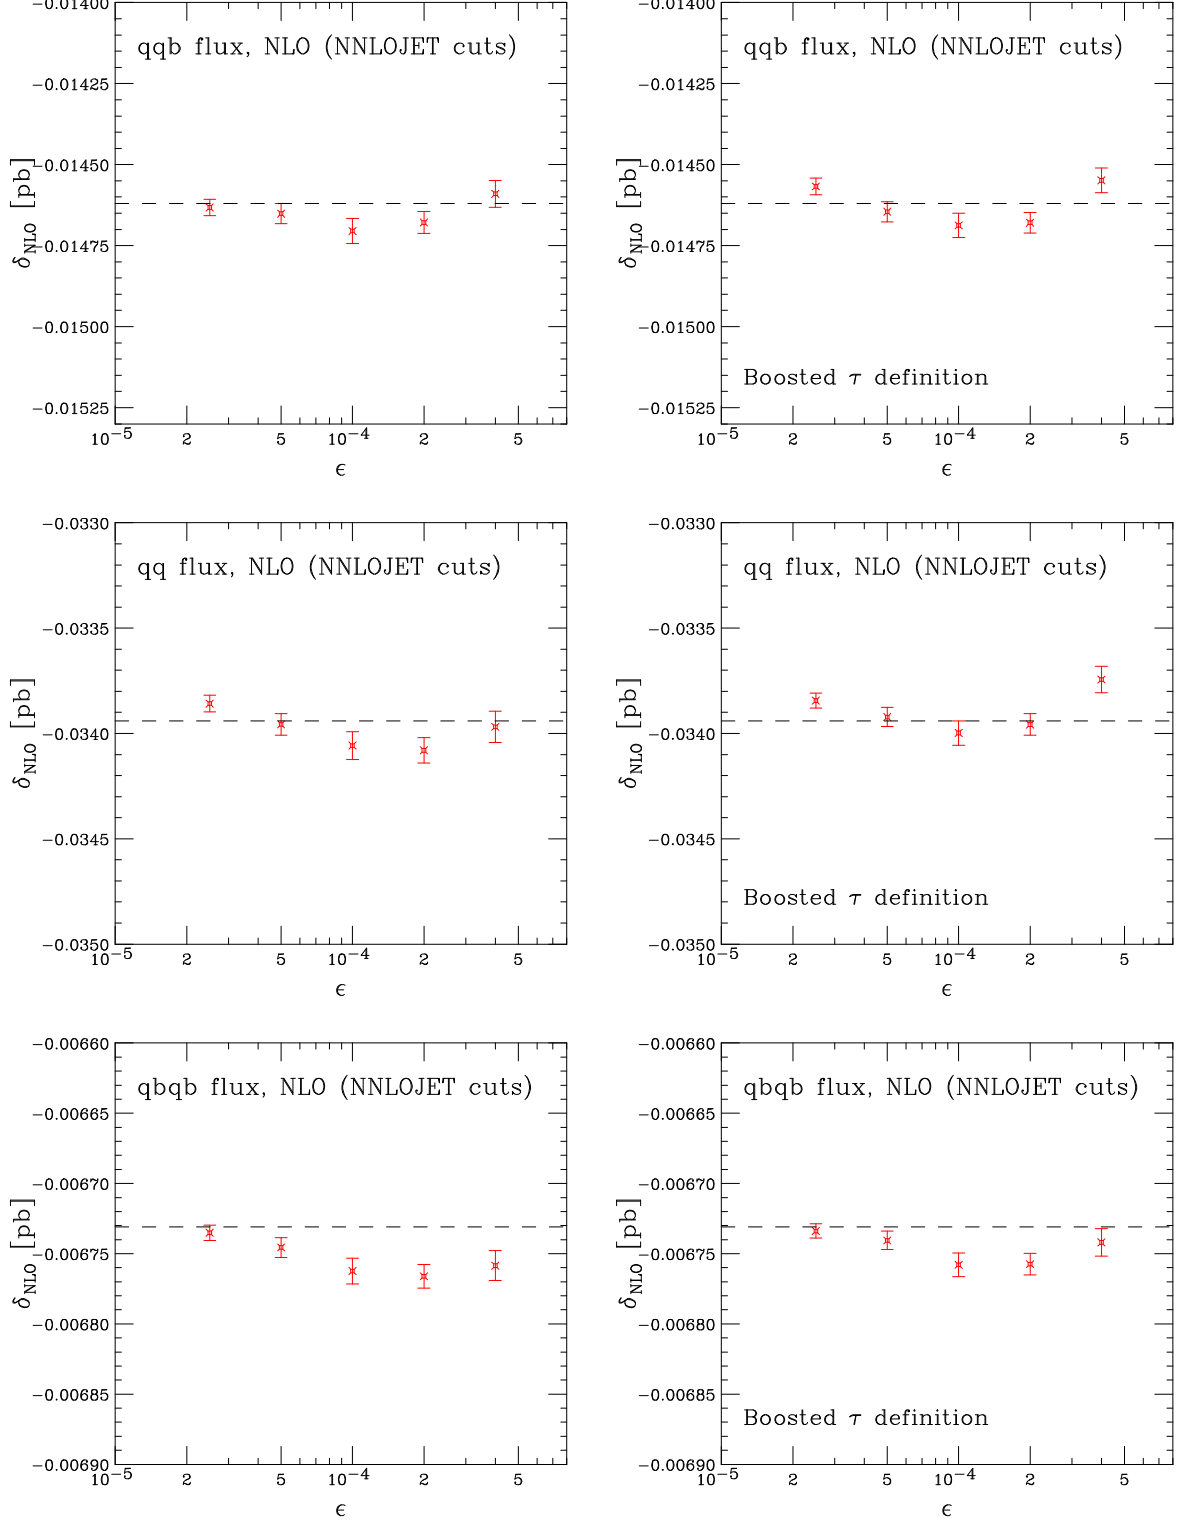 −0.01400
qqb flux, NLO (NNLOJET cuts)
−0.01425
−0.01450
−0.01475
−0.01500
−0.01525
δNLO [pb]
10−5 2 5 10−4 2 5
ϵ
−0.01400
qqb flux, NLO (NNLOJET cuts)
−0.01425
−0.01450
−0.01475
−0.01500
Boosted τ definition
−0.01525
δNLO [pb]
10−5 2 5 10−4 2 5
ϵ
−0.0330
qq flux, NLO (NNLOJET cuts)
−0.0335
−0.0340
−0.0345
−0.0350
δNLO [pb]
10−5 2 5 10−4 2 5
ϵ
−0.0330
qq flux, NLO (NNLOJET cuts)
−0.0335
−0.0340
−0.0345
Boosted τ definition
−0.0350
δNLO [pb]
10−5 2 5 10−4 2 5
ϵ
−0.00660
qbqb flux, NLO (NNLOJET cuts)
−0.00665
−0.00670
−0.00675
−0.00680
−0.00685
−0.00690
δNLO [pb]
10−5 2 5 10−4 2 5
ϵ
−0.00660
qbqb flux, NLO (NNLOJET cuts)
−0.00665
−0.00670
−0.00675
−0.00680
−0.00685
Boosted τ definition
−0.00690
δNLO [pb]
10−5 2 5 10−4 2 5
ϵ